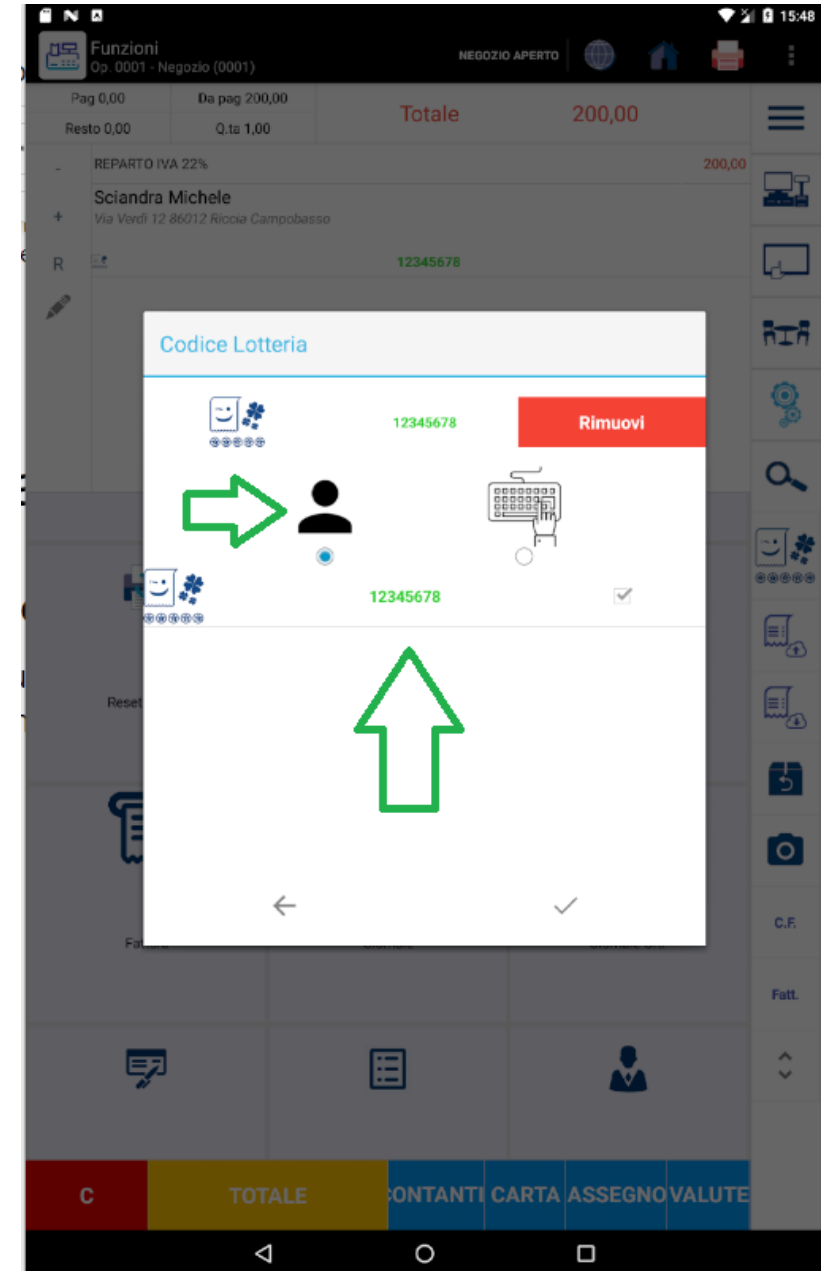 15:48
Funzioni
Op. 0001 - Negozio (0001)
NEGOZIO APERTO
Pag 0,00
Da pag 200,00
Totale
200,00
Resto 0,00
Q.ta 1,00
-
REPARTO IVA 22%
200,00
Sciandra Michele
+
Via Verdi 12 86012 Riccia Campobasso
R
12345678
Codice Lotteria
12345678
Rimuovi
12345678
Reset
C.F.
Fatt.
C
TOTALE
CONTANTI
CARTA
ASSEGNO
VALUTE